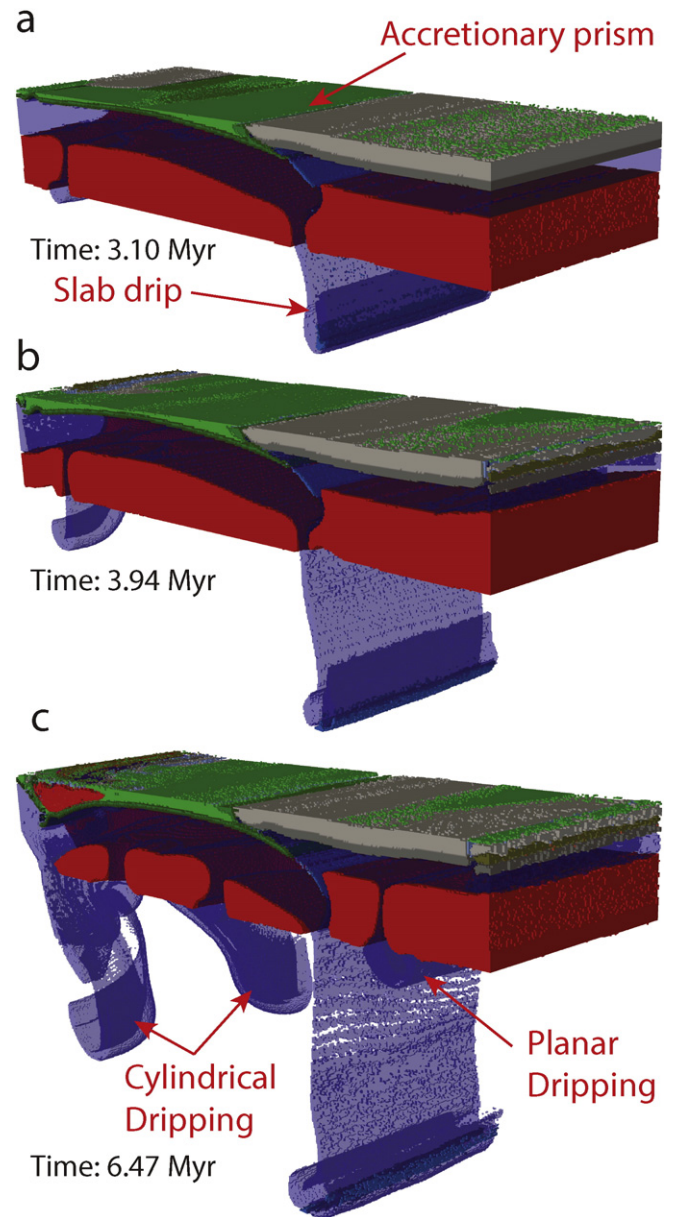 a
Accretionary prism
Time: 3.10 Myr
Slab drip
b
Time: 3.94 Myr
c
Cylindrical
Dripping
Planar
Dripping
Time: 6.47 Myr